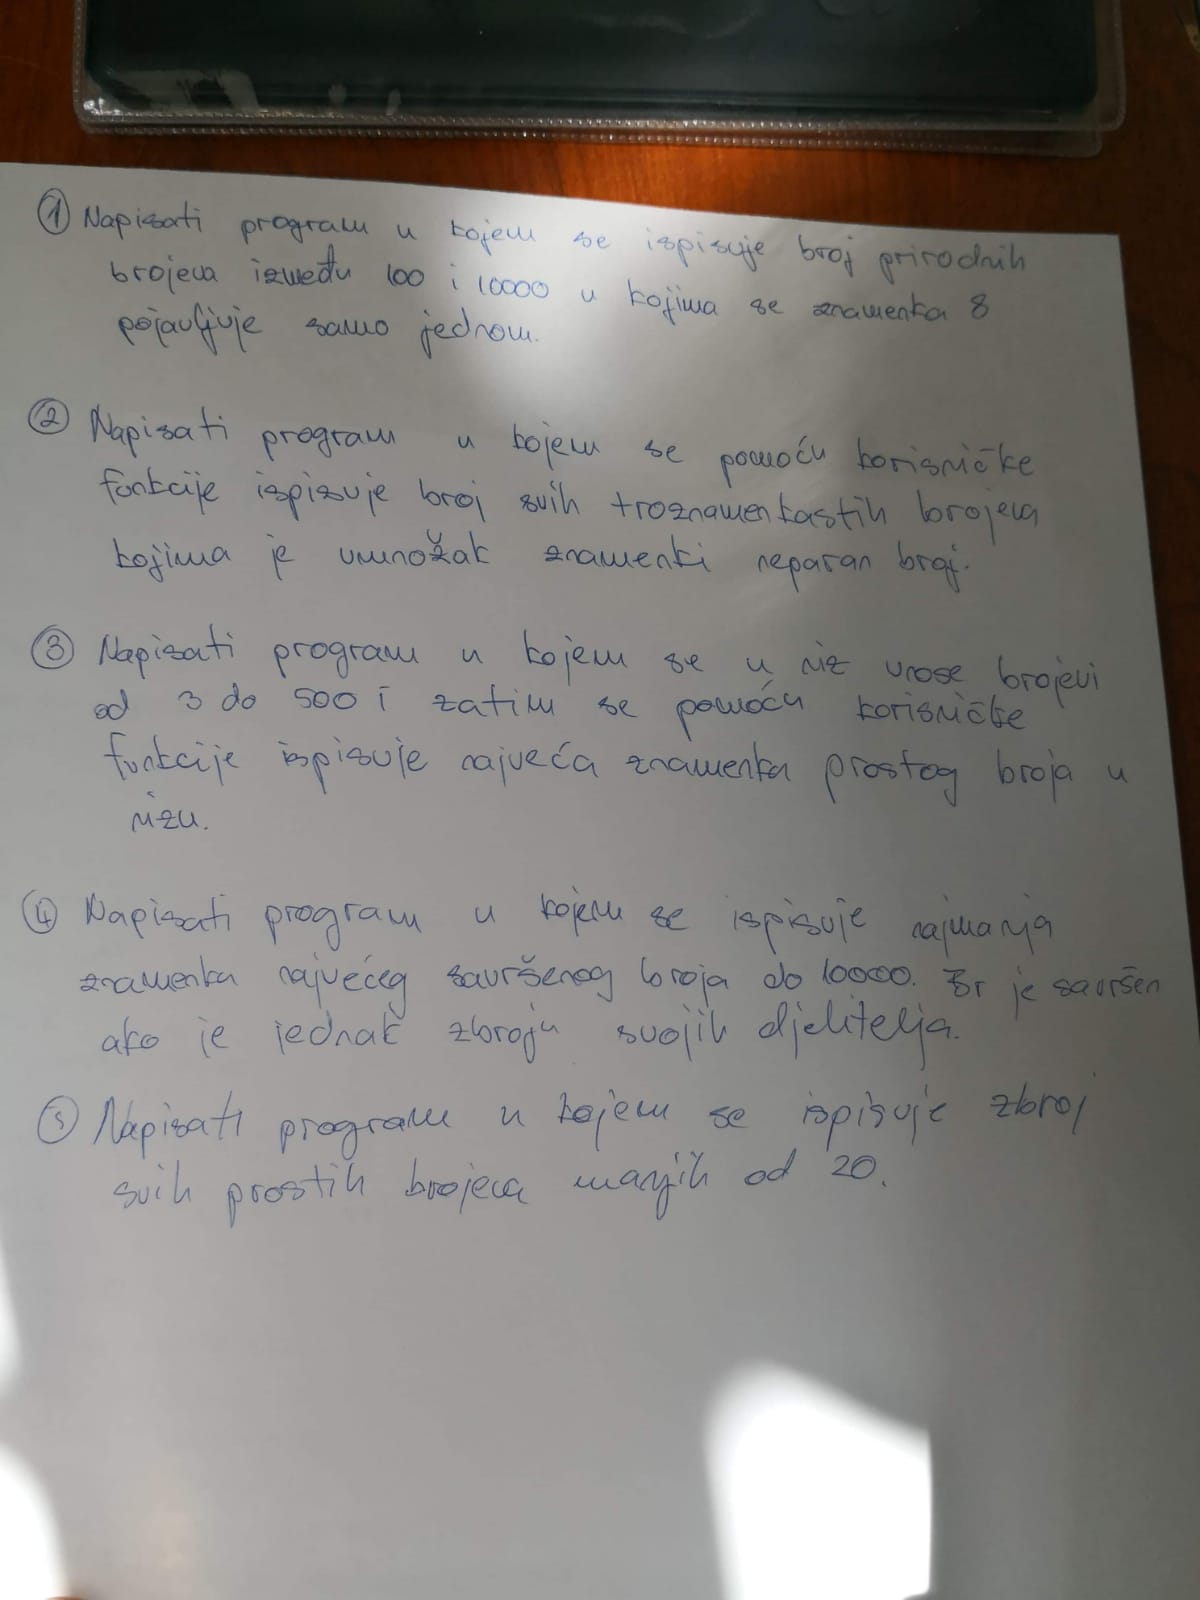 ① Napisati program u kojem se ispisuje broj prirodnih
brojeva između 100 i 10000 u kojima se znamenka 8
pojavljuje samo jednom.
② Napisati program u kojem se pomoću korisničke
funkcije ispisuje broj svih troznamenkastih brojeva
kojima je umnožak znamenki neparan broj.
③ Napisati program u kojem se u niz unose brojevi
od 3 do 500 i zatim se pomoću korisničke
funkcije ispisuje najveća znamenka prostog broja u
nizu.
④ Napisati program u kojem se ispisuje najmanja
znamenka najvećeg savršenog broja do 10000. Br je savršen
ako je jednak zbroju svojih djelitelja.
⑤ Napisati program u kojem se ispisuje zbroj
svih prostih brojeva manjih od 20.